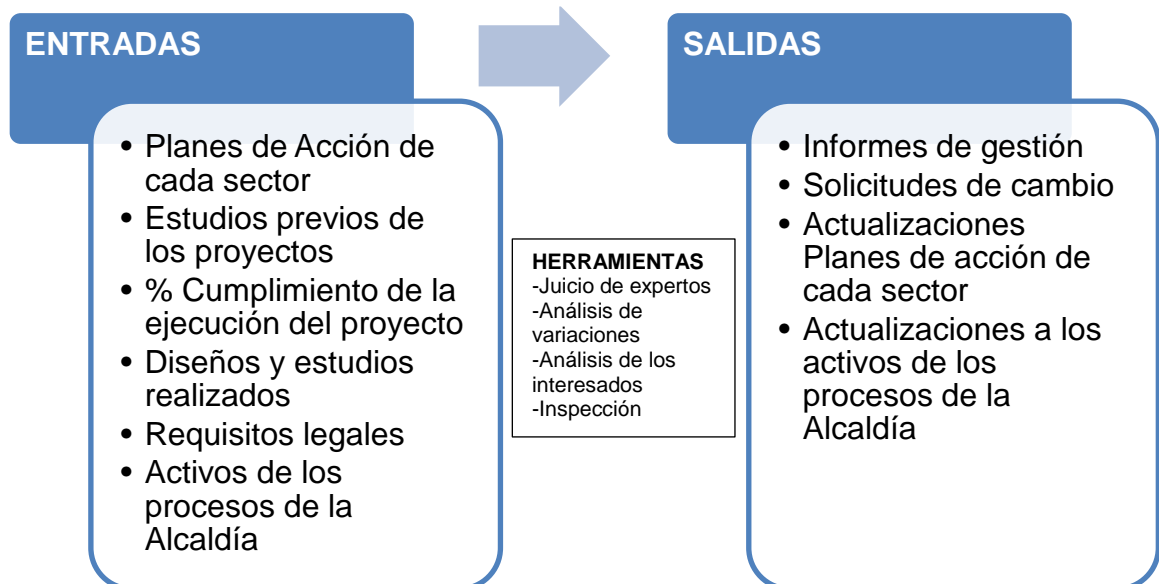 ENTRADAS
• Planes de Acción de
cada sector
• Estudios previos de
los proyectos
• % Cumplimiento de la
ejecución del proyecto
• Diseños y estudios
realizados
• Requisitos legales
• Activos de los
procesos de la
Alcaldía
HERRAMIENTAS
-Juicio de expertos
-Análisis de
variaciones
-Análisis de los
interesados
-Inspección
SALIDAS
• Informes de gestión
• Solicitudes de cambio
• Actualizaciones
Planes de acción de
cada sector
• Actualizaciones a los
activos de los
procesos de la
Alcaldía